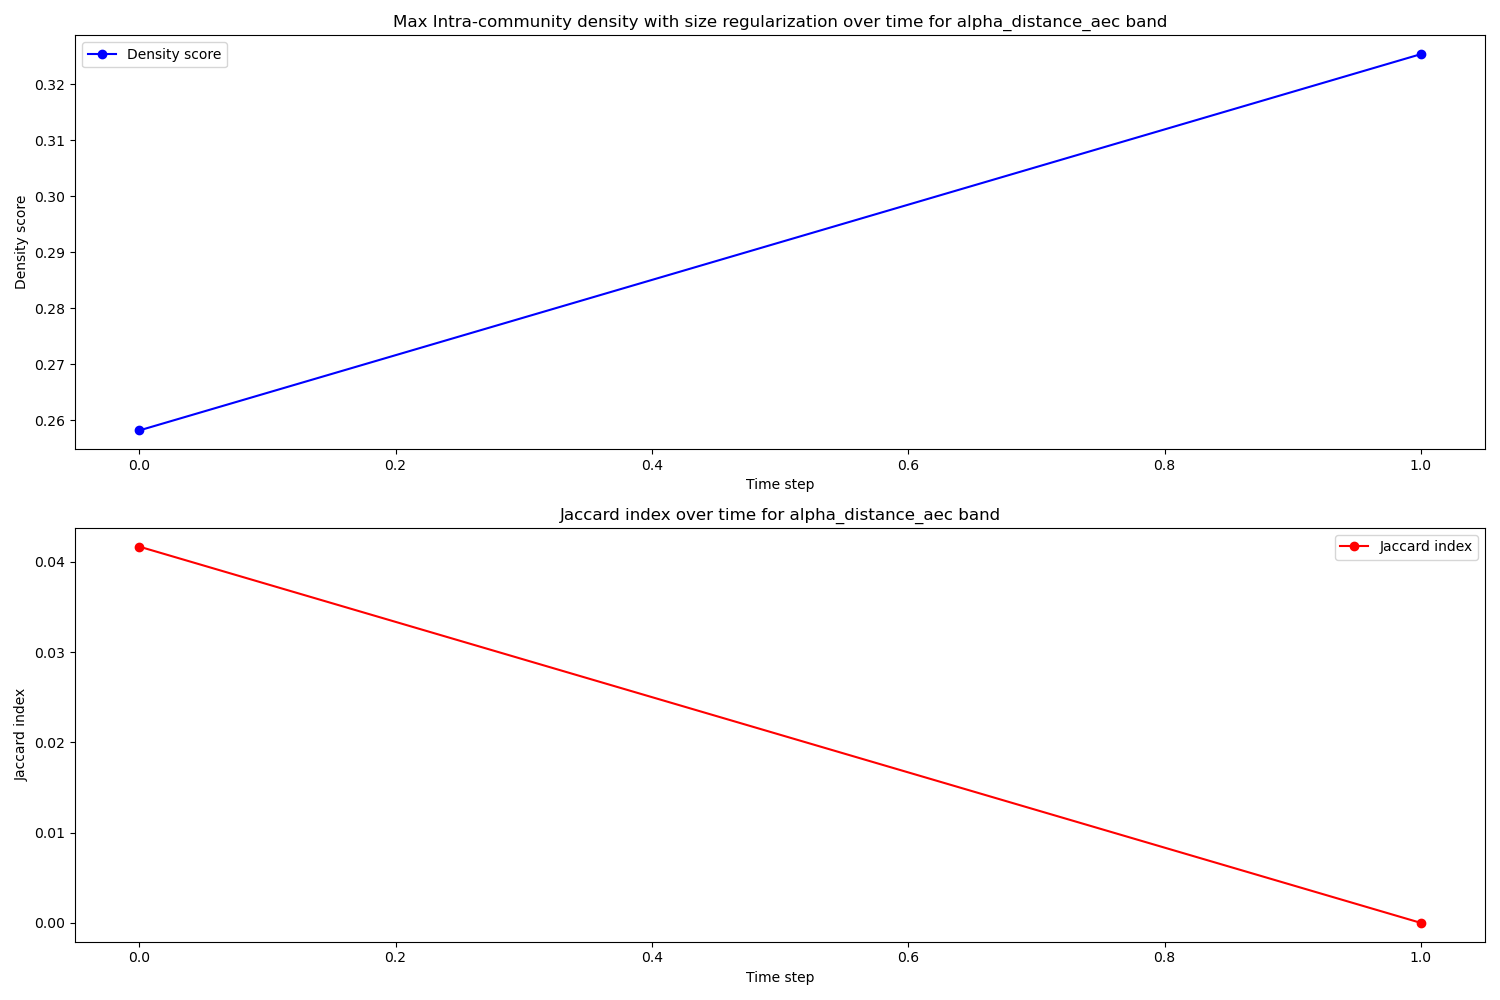 Max Intra-community density with size regularization over time for alpha_distance_aec band
Density score
0.32
0.31
0.30
0.29
0.28
0.27
0.26
Density score
0.0 0.2 0.4 0.6 0.8 1.0
Time step
Jaccard index over time for alpha_distance_aec band
Jaccard index
0.04
0.03
0.02
0.01
0.00
Jaccard index
0.0 0.2 0.4 0.6 0.8 1.0
Time step